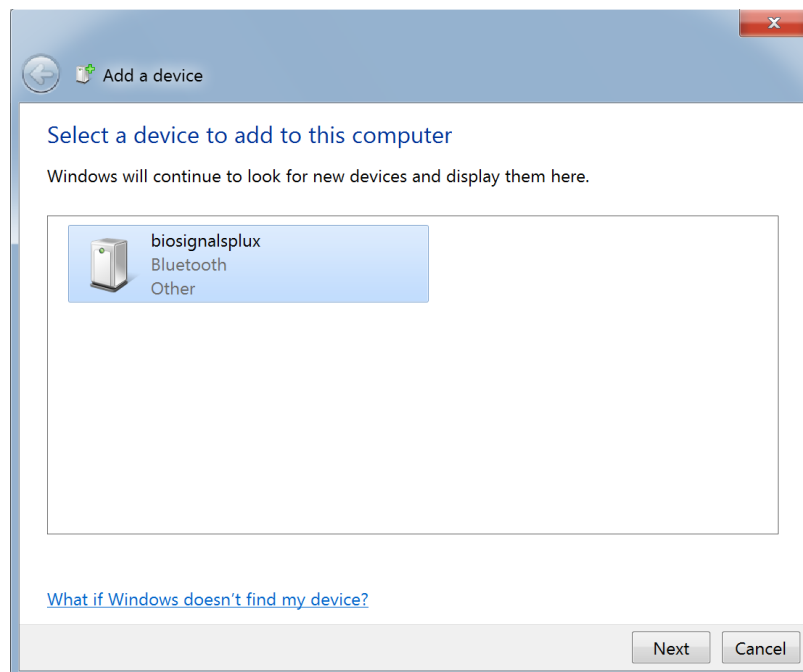 Add a device
Select a device to add to this computer
Windows will continue to look for new devices and display them here.
biosignalsplux
Bluetooth
Other
What if Windows doesn't find my device?
Next
Cancel